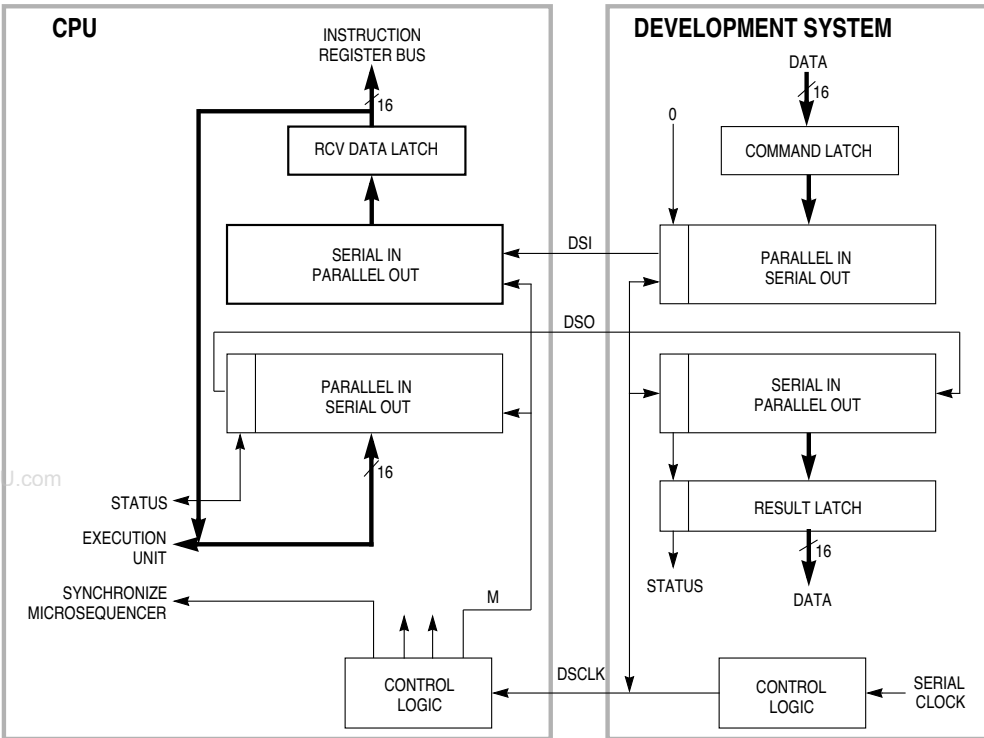 CPU
INSTRUCTION
REGISTER BUS
16
RCV DATA LATCH
SERIAL IN
PARALLEL OUT
PARALLEL IN
SERIAL OUT
16
U.com
STATUS
EXECUTION
UNIT
SYNCHRONIZE
MICROSEQUENCER
M
CONTROL
LOGIC
DSI
DSO
DSCLK
DEVELOPMENT SYSTEM
DATA
16
0
COMMAND LATCH
PARALLEL IN
SERIAL OUT
SERIAL IN
PARALLEL OUT
RESULT LATCH
16
STATUS
DATA
CONTROL
LOGIC
SERIAL
CLOCK